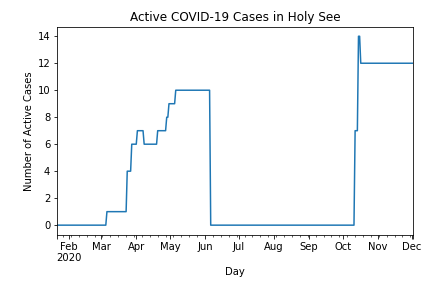 Active COVID-19 Cases in Holy See
Number of Active Cases
14
12
10
8
6
4
2
0
Feb Mar Apr May Jun Jul Aug Sep Oct Nov Dec
2020
Day